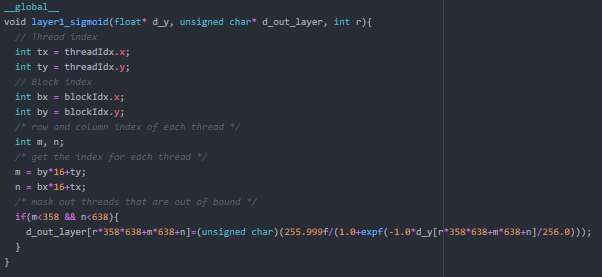 __global__
void layer1_sigmoid(float* d_y, unsigned char* d_out_layer, int r){
// Thread index
int tx = threadIdx.x;
int ty = threadIdx.y;
// Block index
int bx = blockIdx.x;
int by = blockIdx.y;
/* row and column index of each thread */
int m, n;
/* get the index for each thread */
m = by*16+ty;
n = bx*16+tx;
/* mask out threads that are out of bound */
if(m<358 && n<638){
d_out_layer[r*358*638+m*638+n]=(unsigned char)(255.999f/(1.0+expf(-1.0*d_y[r*358*638+m*638+n]/256.0)));
}
}